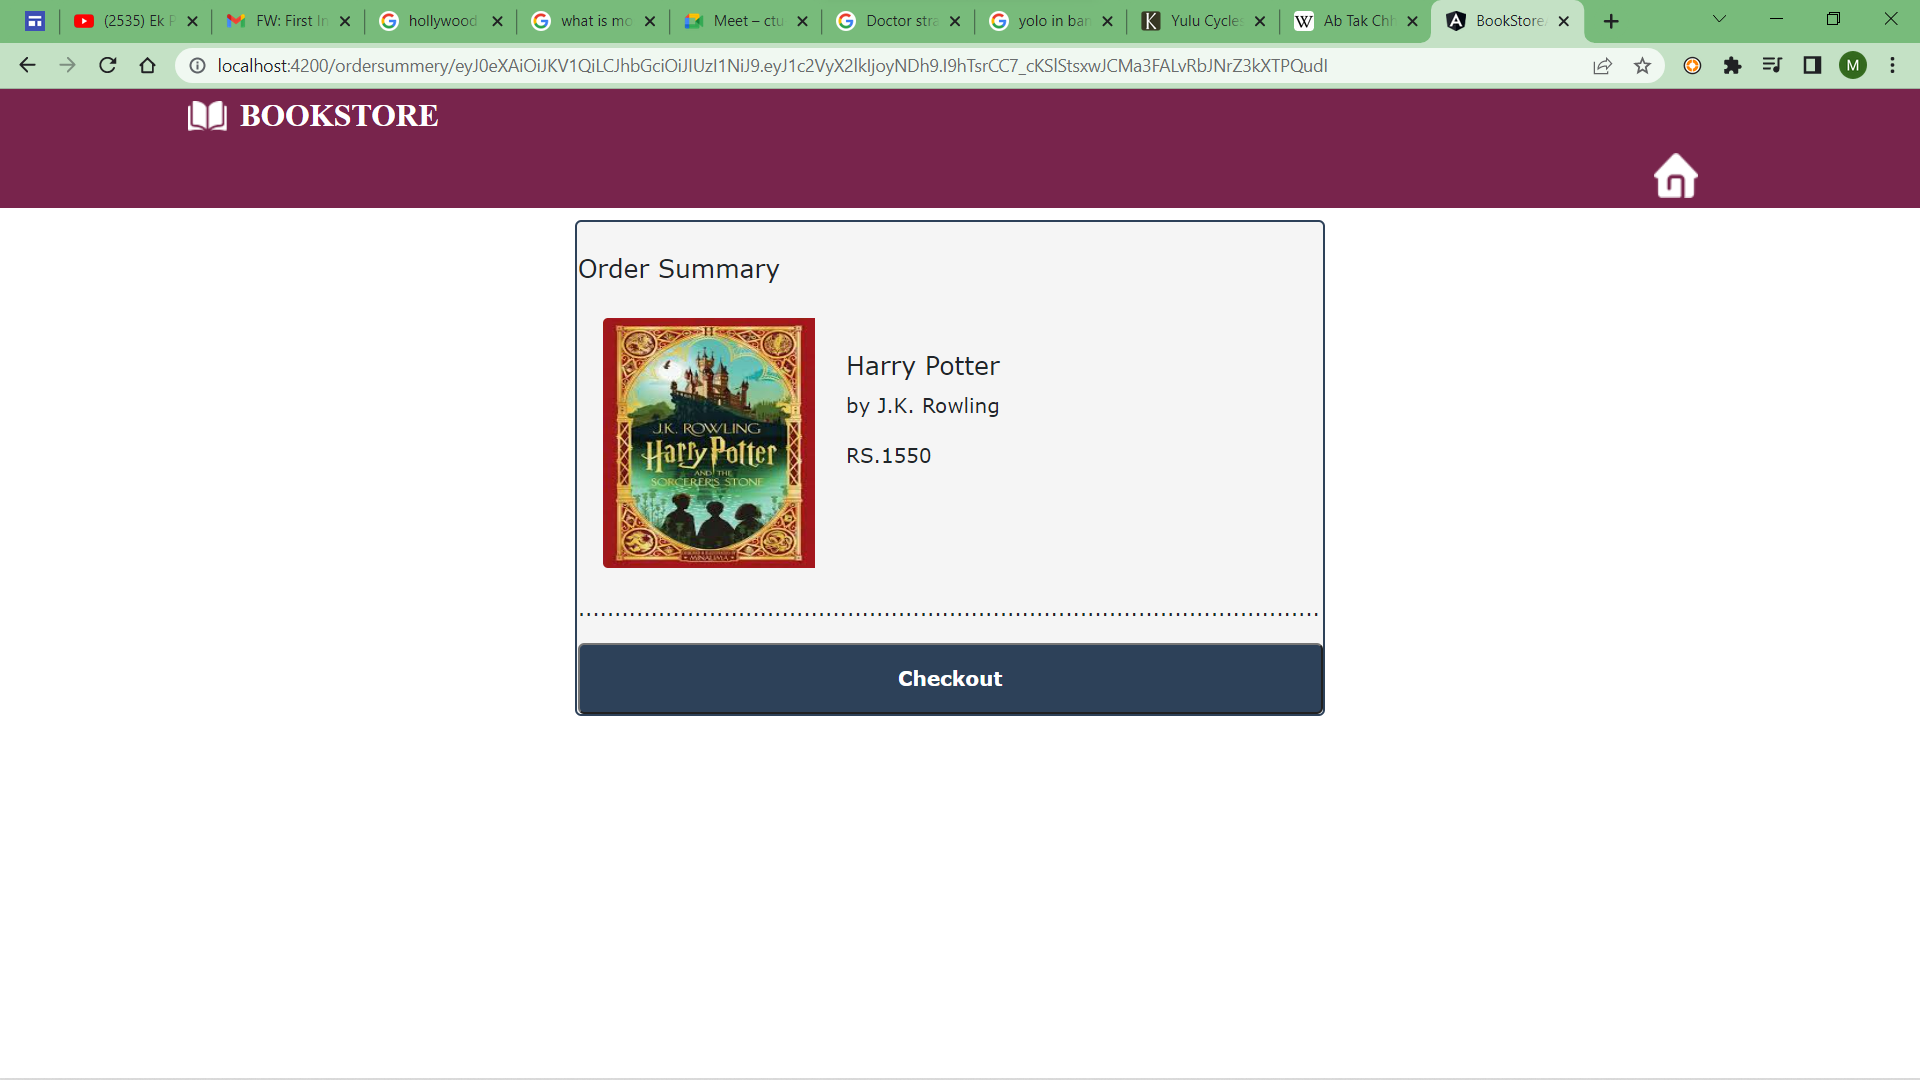 (2535) Ek P
FW: First In
hollywood
what is mo
Meet – ctu
Doctor stra
yolo in ban
Yulu Cycles
Ab Tak Chh
BookStore
localhost:4200/ordersummery/eyJ0eXAiOiJKV1QiLCJhbGciOiJIUzI1NiJ9.eyJ1c2VyX2lkIjoyNDh9.I9hTsrCC7_cKSlStsxwJCMa3FALvRbJNrZ3kXTPQudI
M
BOOKSTORE
Order Summary
H
J.K. ROWLING
Harry Potter
AND THE
SORCERER'S STONE
MINALIMA
Harry Potter
by J.K. Rowling
RS.1550
Checkout